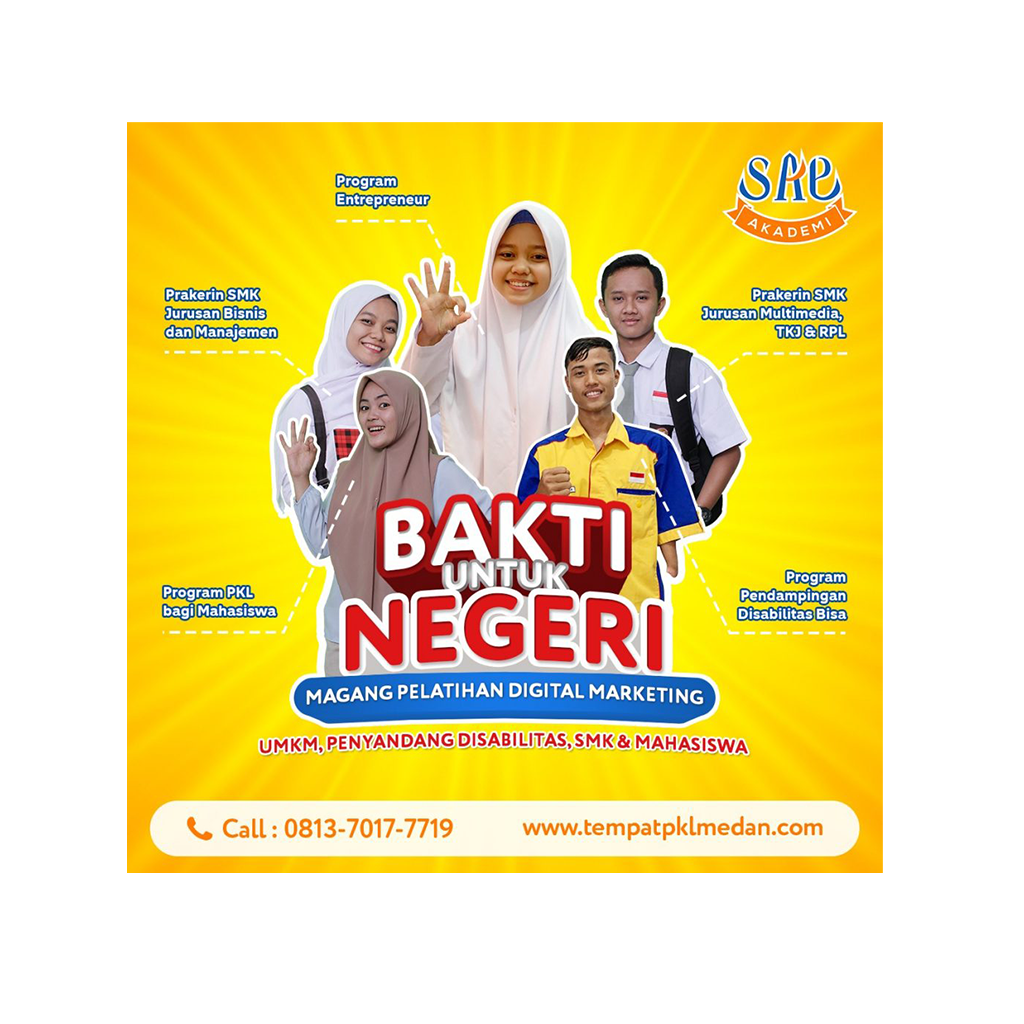 SAE
AKADEMI
Program
Entrepreneur
Prakerin SMK
Jurusan Bisnis
dan Manajemen
Prakerin SMK
Jurusan Multimedia,
TKJ & RPL
BAKTI
UNTUK
NEGERI
Program PKL
bagi Mahasiswa
Program
Pendampingan
Disabilitas Bisa
MAGANG PELATIHAN DIGITAL MARKETING
UMKM, PENYANDANG DISABILITAS, SMK & MAHASISWA
Call : 0813-7017-7719
www.tempatpklmedan.com